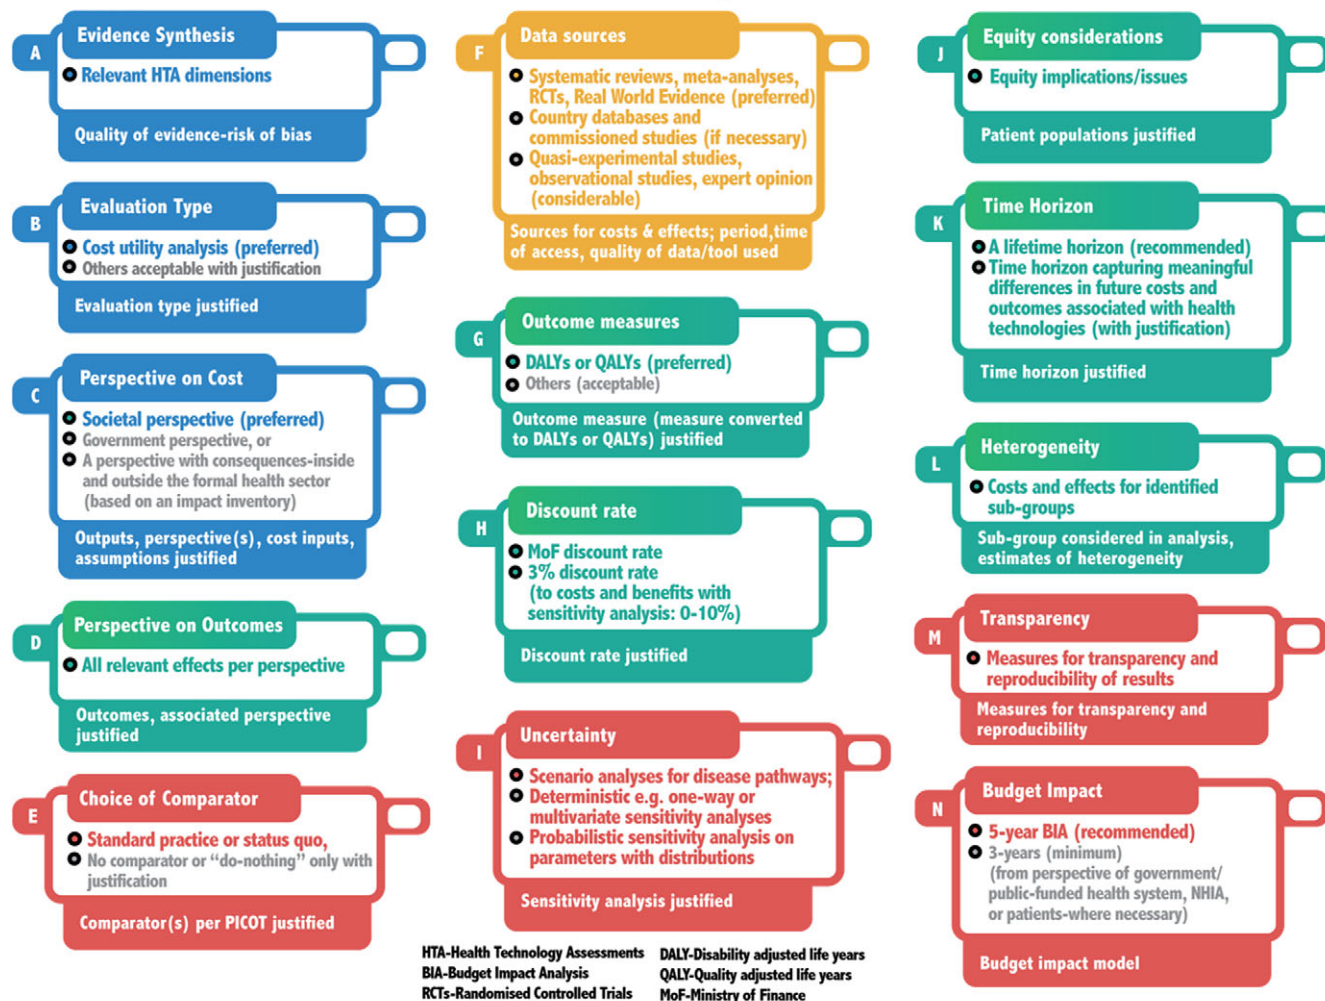 A
Evidence Synthesis
Relevant HTA dimensions
Quality of evidence-risk of bias
B
Evaluation Type
Cost utility analysis (preferred)
Others acceptable with justification
Evaluation type justified
C
Perspective on Cost
Societal perspective (preferred)
Government perspective, or
A perspective with consequences-inside
and outside the formal health sector
(based on an impact inventory)
Outputs, perspective(s), cost inputs,
assumptions justified
D
Perspective on Outcomes
All relevant effects per perspective
Outcomes, associated perspective
justified
E
Choice of Comparator
Standard practice or status quo,
No comparator or “do-nothing” only with
justification
Comparator(s) per PICOT justified
F
Data sources
Systematic reviews, meta-analyses,
RCTs, Real World Evidence (preferred)
Country databases and
commissioned studies (if necessary)
Quasi-experimental studies,
observational studies, expert opinion
(considerable)
Sources for costs & effects; period,time
of access, quality of data/tool used
G
Outcome measures
DALYs or QALYs (preferred)
Others (acceptable)
Outcome measure (measure converted
to DALYs or QALYs) justified
H
Discount rate
MoF discount rate
3% discount rate
(to costs and benefits with
sensitivity analysis: 0-10%)
Discount rate justified
I
Uncertainty
Scenario analyses for disease pathways;
Deterministic e.g. one-way or
multivariate sensitivity analyses
Probabilistic sensitivity analysis on
parameters with distributions
Sensitivity analysis justified
J
Equity considerations
Equity implications/issues
Patient populations justified
K
Time Horizon
A lifetime horizon (recommended)
Time horizon capturing meaningful
differences in future costs and
outcomes associated with health
technologies (with justification)
Time horizon justified
L
Heterogeneity
Costs and effects for identified
sub-groups
Sub-group considered in analysis,
estimates of heterogeneity
M
Transparency
Measures for transparency and
reproducibility of results
Measures for transparency and
reproducibility
N
Budget Impact
5-year BIA (recommended)
3-years (minimum)
(from perspective of government/
public-funded health system, NHIA,
or patients-where necessary)
Budget impact model
HTA-Health Technology Assessments
BIA-Budget Impact Analysis
RCTs-Randomised Controlled Trials
DALY-Disability adjusted life years
QALY-Quality adjusted life years
MoF-Ministry of Finance